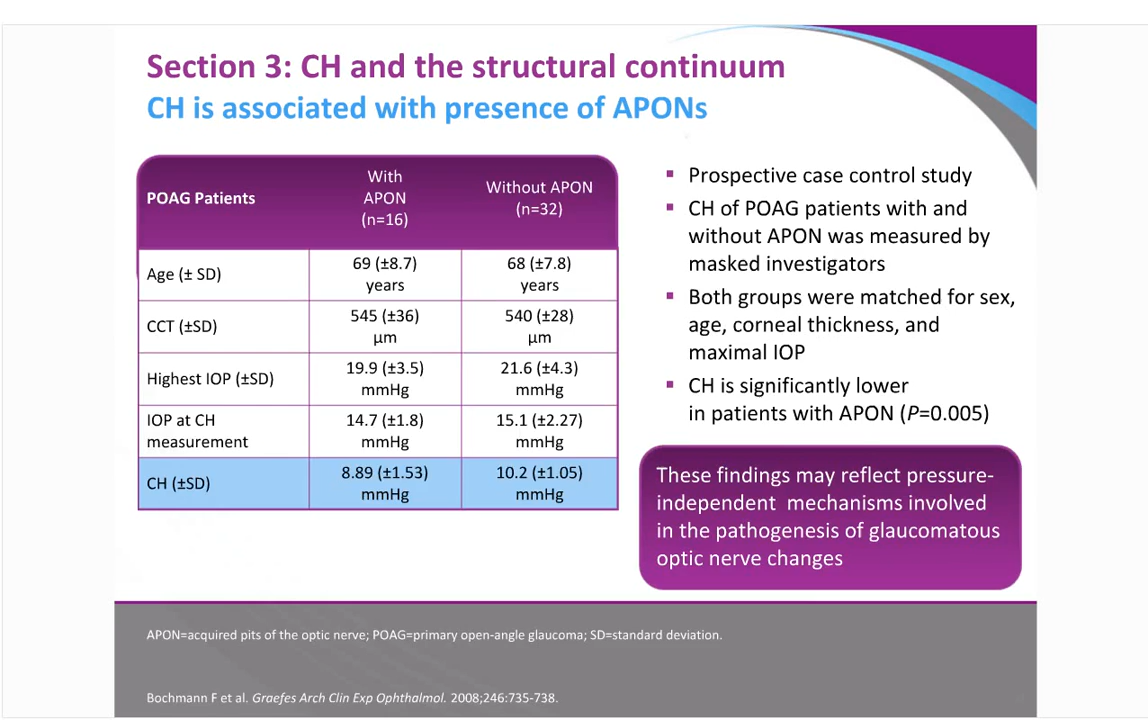 Section 3: CH and the structural continuum
CH is associated with presence of APONs
POAG Patients
With
APON
(n=16)
Without APON
(n=32)
Age (± SD)
69 (±8.7)
years
68 (±7.8)
years
CCT (±SD)
545 (±36)
µm
540 (±28)
µm
Highest IOP (±SD)
19.9 (±3.5)
mmHg
21.6 (±4.3)
mmHg
IOP at CH
measurement
14.7 (±1.8)
mmHg
15.1 (±2.27)
mmHg
CH (±SD)
8.89 (±1.53)
mmHg
10.2 (±1.05)
mmHg
▪ Prospective case control study
▪ CH of POAG patients with and
without APON was measured by
masked investigators
▪ Both groups were matched for sex,
age, corneal thickness, and
maximal IOP
▪ CH is significantly lower
in patients with APON (P=0.005)
These findings may reflect pressure-
independent mechanisms involved
in the pathogenesis of glaucomatous
optic nerve changes
APON=acquired pits of the optic nerve; POAG=primary open-angle glaucoma; SD=standard deviation.
Bochmann F et al. Graefes Arch Clin Exp Ophthalmol. 2008;246:735-738.